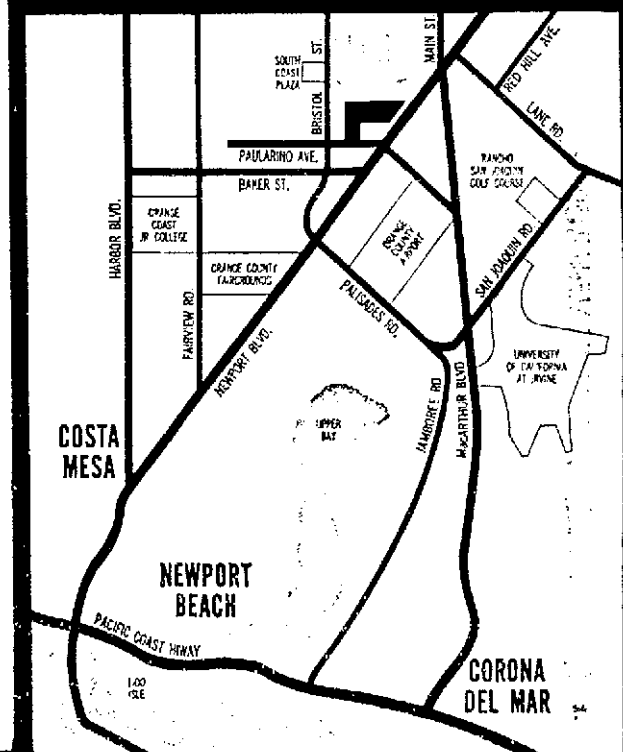 MAIN ST.
RED HILL AVE.
SOUTH
COAST
PLAZA
BRISTOL ST.
LANE RD.
PAULARINO AVE.
BAKER ST.
RANCHO
SAN JOAQUIN
GOLF COURSE
HARBOR BLVD.
ORANGE
COAST
JR. COLLEGE
ORANGE
COUNTY
AIRPORT
SAN JOAQUIN RD.
ORANGE COUNTY
FAIRGROUNDS
PALISADES RD.
FAIRVIEW RD.
NEWPORT BLVD.
UNIVERSITY
OF CALIFORNIA
AT IRVINE
JAMBOREE RD.
MacARTHUR BLVD.
UPPER
BAY
COSTA
MESA
NEWPORT
BEACH
PACIFIC COAST HIWAY
CORONA
DEL MAR
ISLE